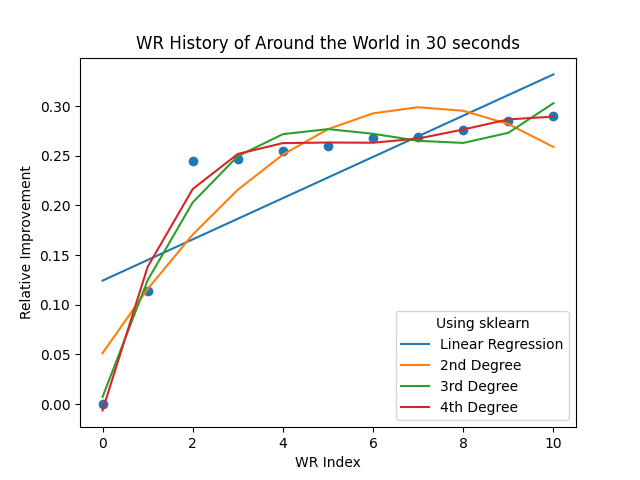 WR History of Around the World in 30 seconds
Relative Improvement
0.30
0.25
0.20
0.15
0.10
0.05
0.00
0 2 4 6 8 10
WR Index
Using sklearn
Linear Regression
2nd Degree
3rd Degree
4th Degree